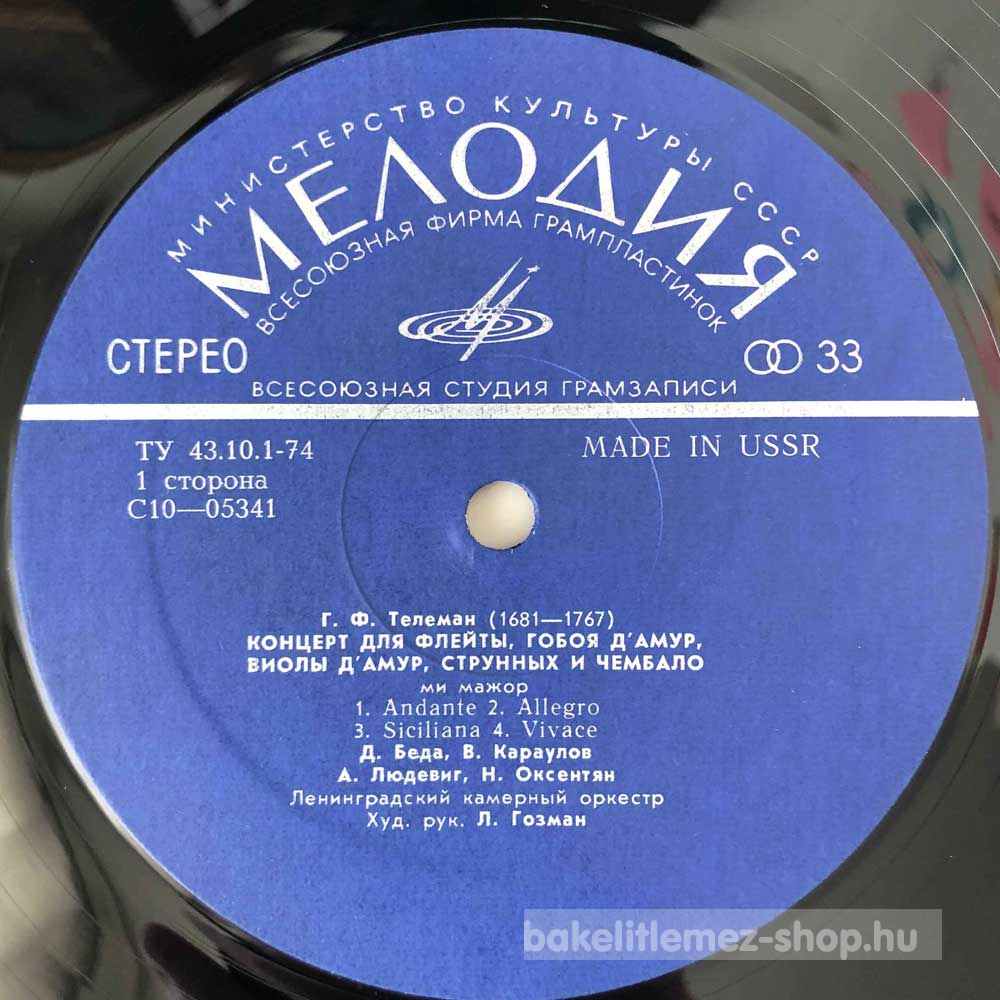 МИНИСТЕРСТВО КУЛЬТУРЫ СССР
МЕЛОДИЯ
ВСЕСОЮЗНАЯ ФИРМА ГРАМПЛАСТИНОК
СТЕРЕО
33
ВСЕСОЮЗНАЯ СТУДИЯ ГРАМЗАПИСИ
ТУ 43.10.1-74
MADE IN USSR
1 сторона
С10—05341
Г. Ф. Телеман (1681—1767)
КОНЦЕРТ ДЛЯ ФЛЕЙТЫ, ГОБОЯ Д'АМУР,
ВИОЛЫ Д'АМУР, СТРУННЫХ И ЧЕМБАЛО
ми мажор
1. Andante 2. Allegro
3. Siciliana 4. Vivace
Д. Беда, В. Караулов
А. Людевиг, Н. Оксентян
Ленинградский камерный оркестр
Худ. рук. Л. Гозман
bakelitlemez-shop.hu